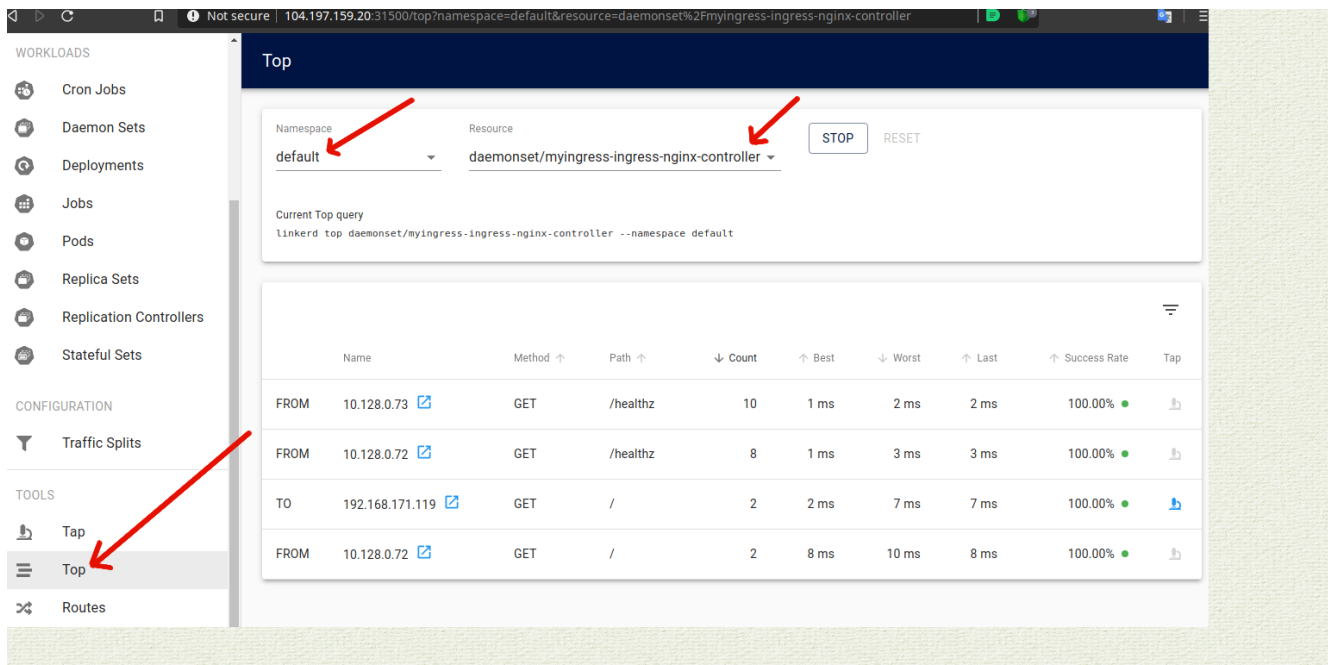 Not secure | 104.197.159.20:31500/top?namespace=default&resource=daemonset%2Fmyingress-ingress-nginx-controller
WORKLOADS
Cron Jobs
Daemon Sets
Deployments
Jobs
Pods
Replica Sets
Replication Controllers
Stateful Sets
CONFIGURATION
Traffic Splits
TOOLS
Tap
Top
Routes
Top
Namespace Resource
default daemonset/myingress-ingress-nginx-controller STOP RESET
Current Top query
linkerd top daemonset/myingress-ingress-nginx-controller --namespace default
Name Method Path Count Best Worst Last Success Rate Tap
FROM 10.128.0.73 GET /healthz 10 1 ms 2 ms 2 ms 100.00%
FROM 10.128.0.72 GET /healthz 8 1 ms 3 ms 3 ms 100.00%
TO 192.168.171.119 GET / 2 2 ms 7 ms 7 ms 100.00%
FROM 10.128.0.72 GET / 2 8 ms 10 ms 8 ms 100.00%